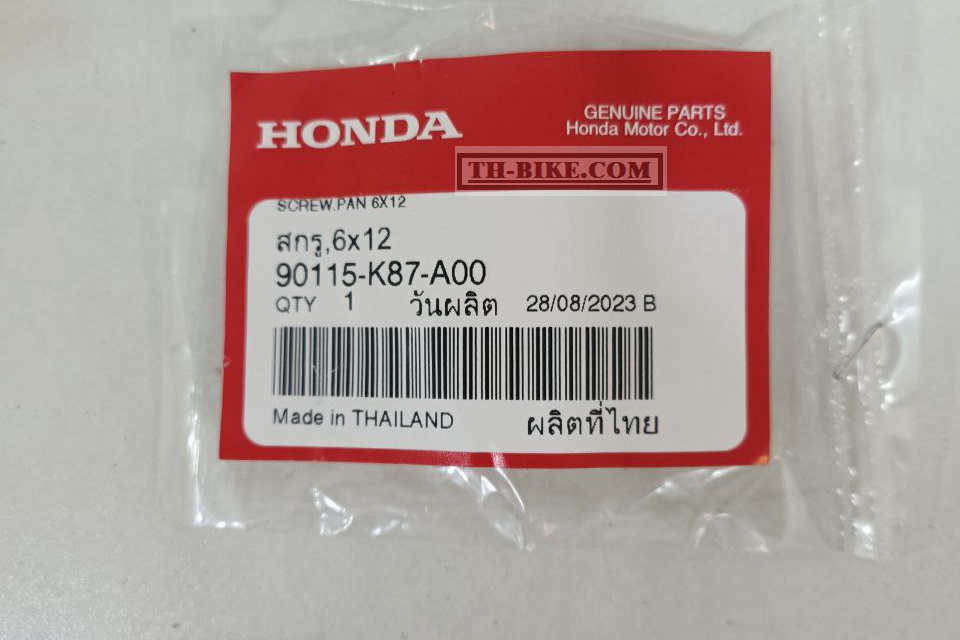 HONDA
GENUINE PARTS
Honda Motor Co., Ltd.
TH-BIKE.COM
SCREW,PAN 6X12
สกรู,6x12
90115-K87-A00
QTY 1 วันผลิต 28/08/2023 B
Made in THAILAND ผลิตที่ไทย